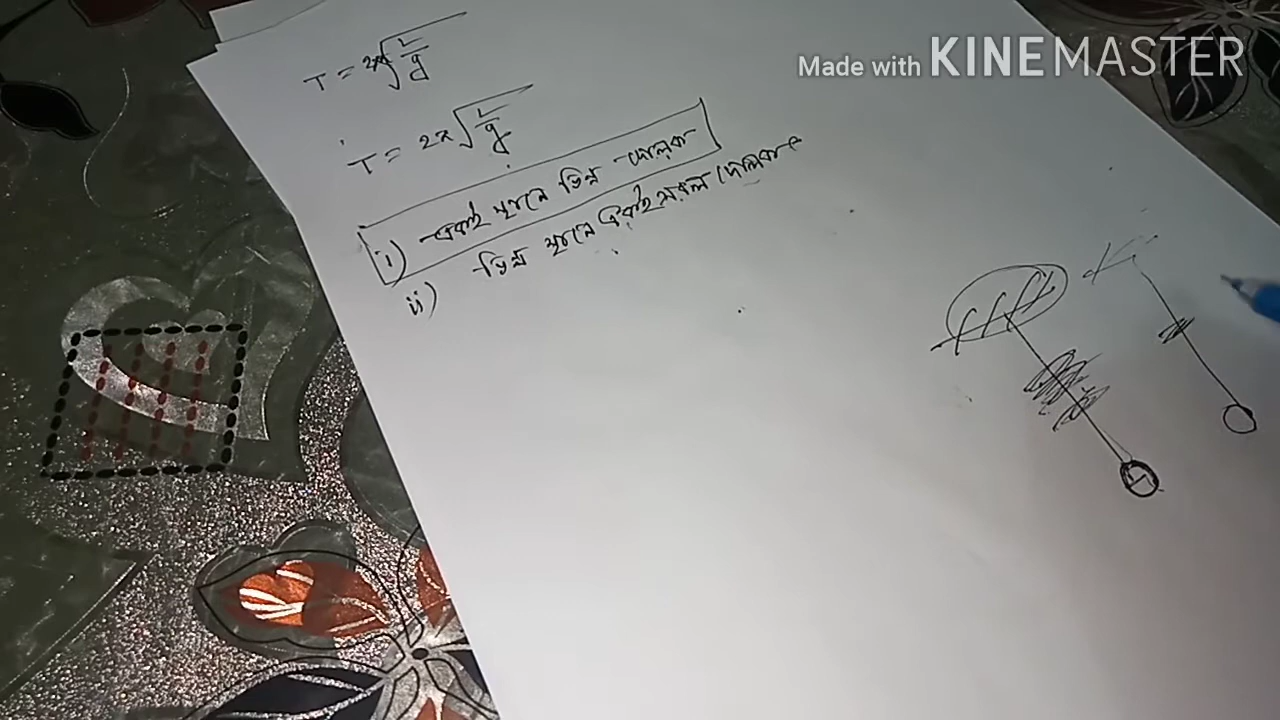 Made with KINEMASTER
T = 2π√(L/g)
T = 2π√(L/g)
i) একই স্থানে ভিন্ন দোলক
ii) ভিন্ন স্থানে একই সরল দোলক